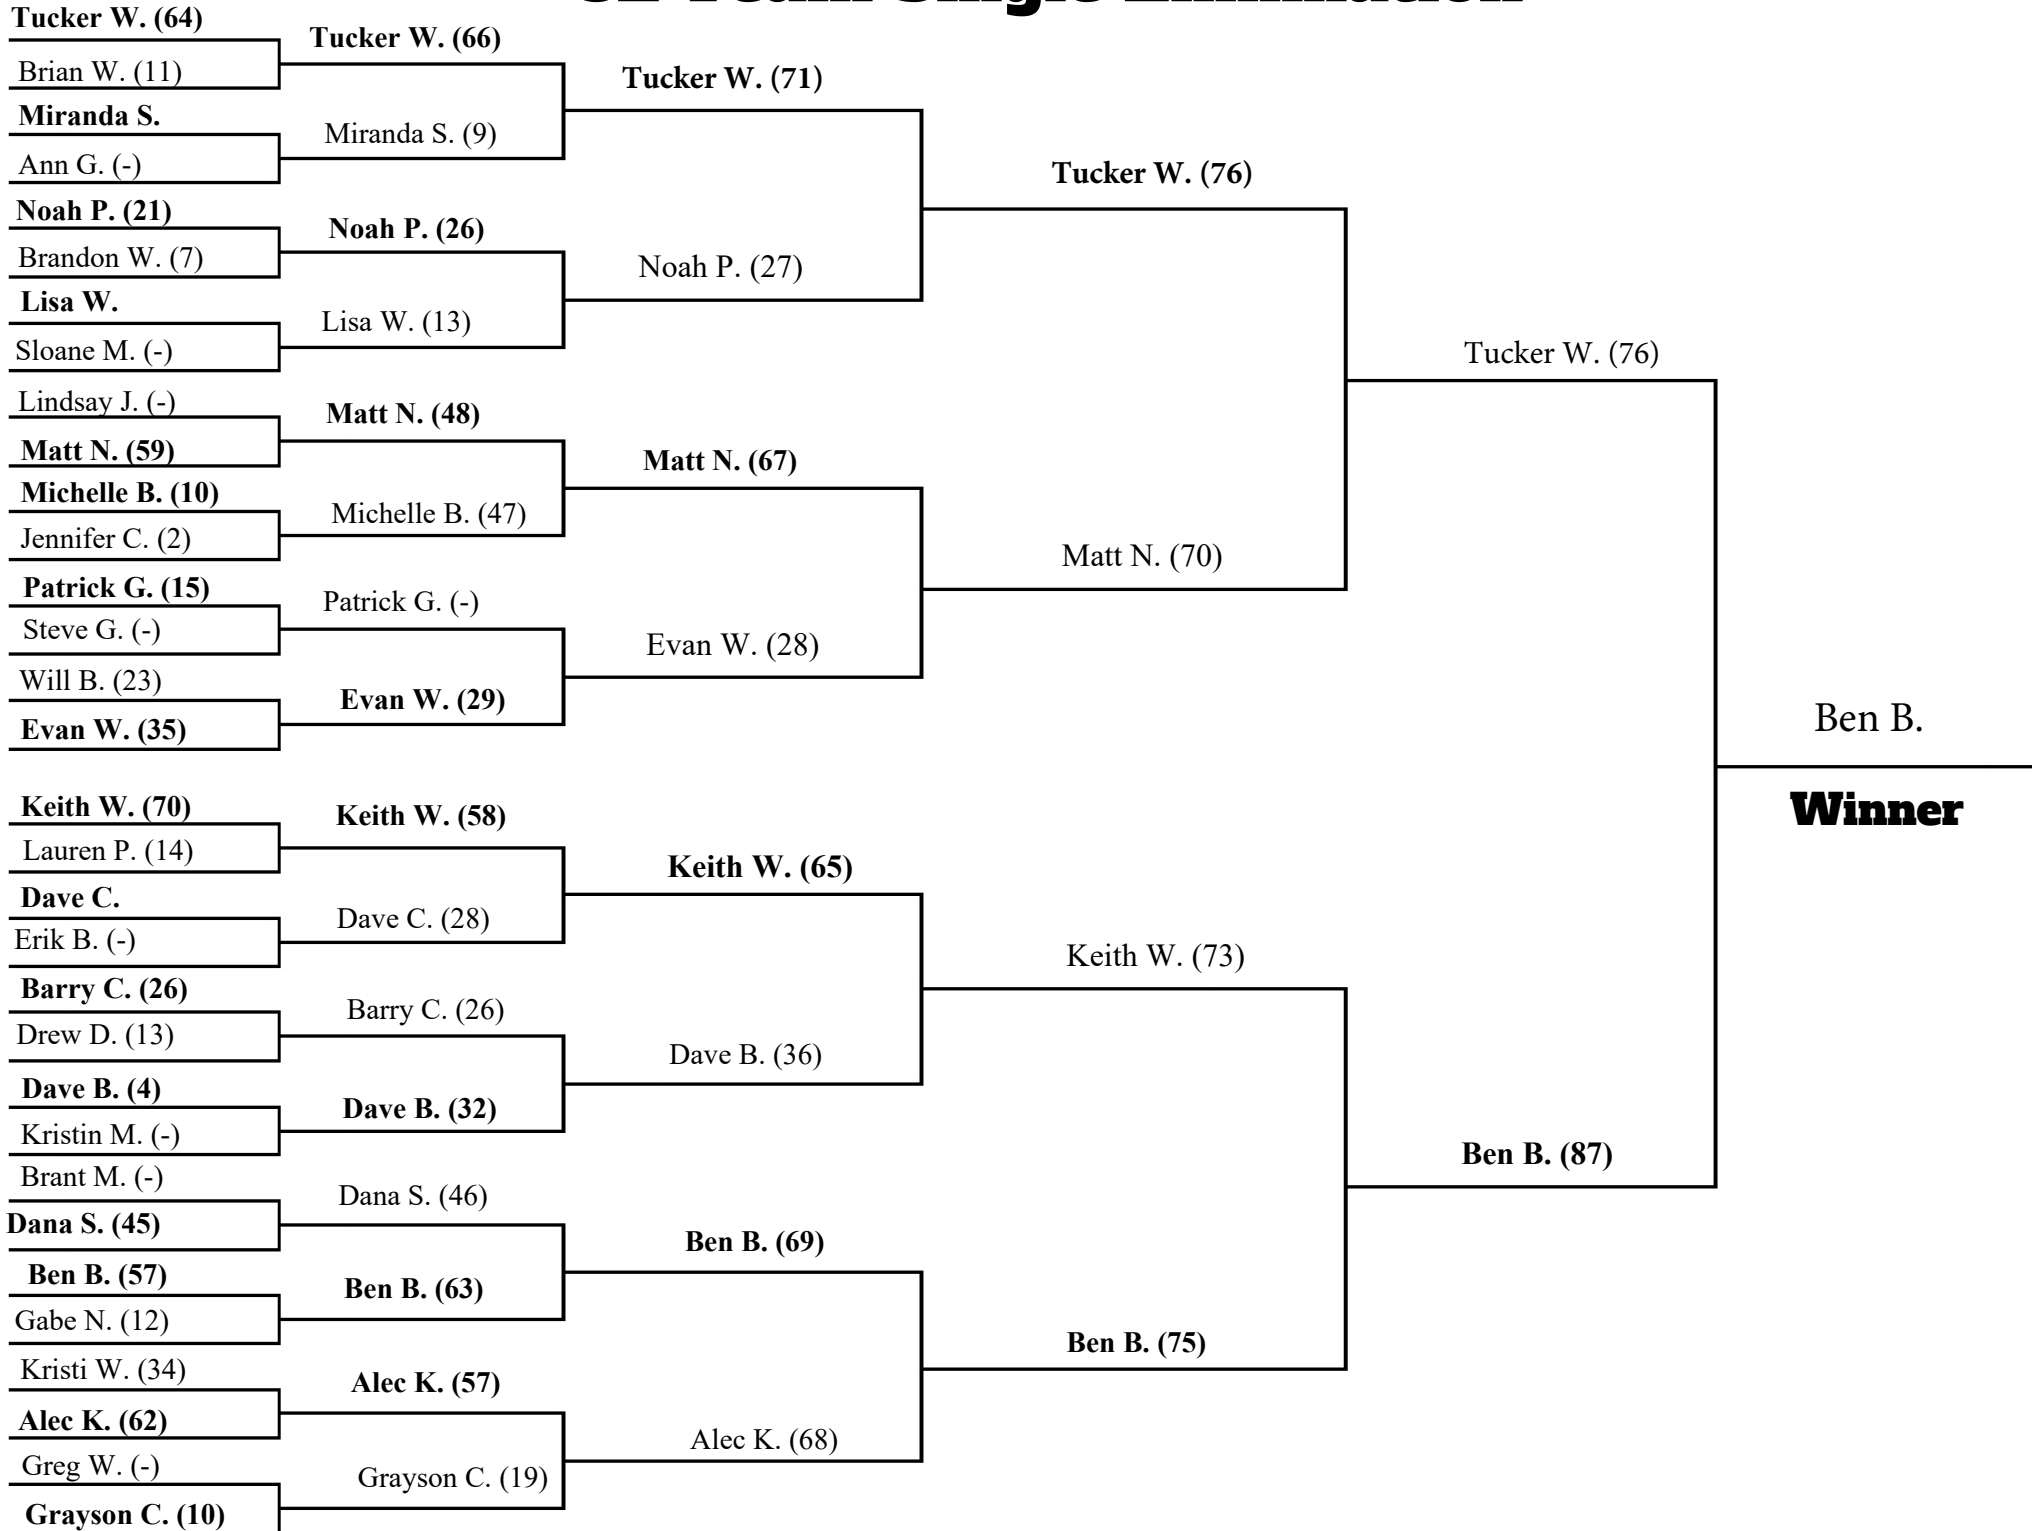 Tucker W. (64)
Brian W. (11)
Miranda S.
Ann G. (-)
Noah P. (21)
Brandon W. (7)
Lisa W.
Sloane M. (-)
Lindsay J. (-)
Matt N. (59)
Michelle B. (10)
Jennifer C. (2)
Patrick G. (15)
Steve G. (-)
Will B. (23)
Evan W. (35)
Keith W. (70)
Lauren P. (14)
Dave C.
Erik B. (-)
Barry C. (26)
Drew D. (13)
Dave B. (4)
Kristin M. (-)
Brant M. (-)
Dana S. (45)
Ben B. (57)
Gabe N. (12)
Kristi W. (34)
Alec K. (62)
Greg W. (-)
Grayson C. (10)
Tucker W. (66)
Miranda S. (9)
Noah P. (26)
Lisa W. (13)
Matt N. (48)
Michelle B. (47)
Patrick G. (-)
Evan W. (29)
Keith W. (58)
Dave C. (28)
Barry C. (26)
Dave B. (32)
Dana S. (46)
Ben B. (63)
Alec K. (57)
Grayson C. (19)
Tucker W. (71)
Noah P. (27)
Matt N. (67)
Evan W. (28)
Keith W. (65)
Dave B. (36)
Ben B. (69)
Alec K. (68)
Tucker W. (76)
Matt N. (70)
Keith W. (73)
Ben B. (75)
Tucker W. (76)
Ben B. (87)
Ben B.
Winner